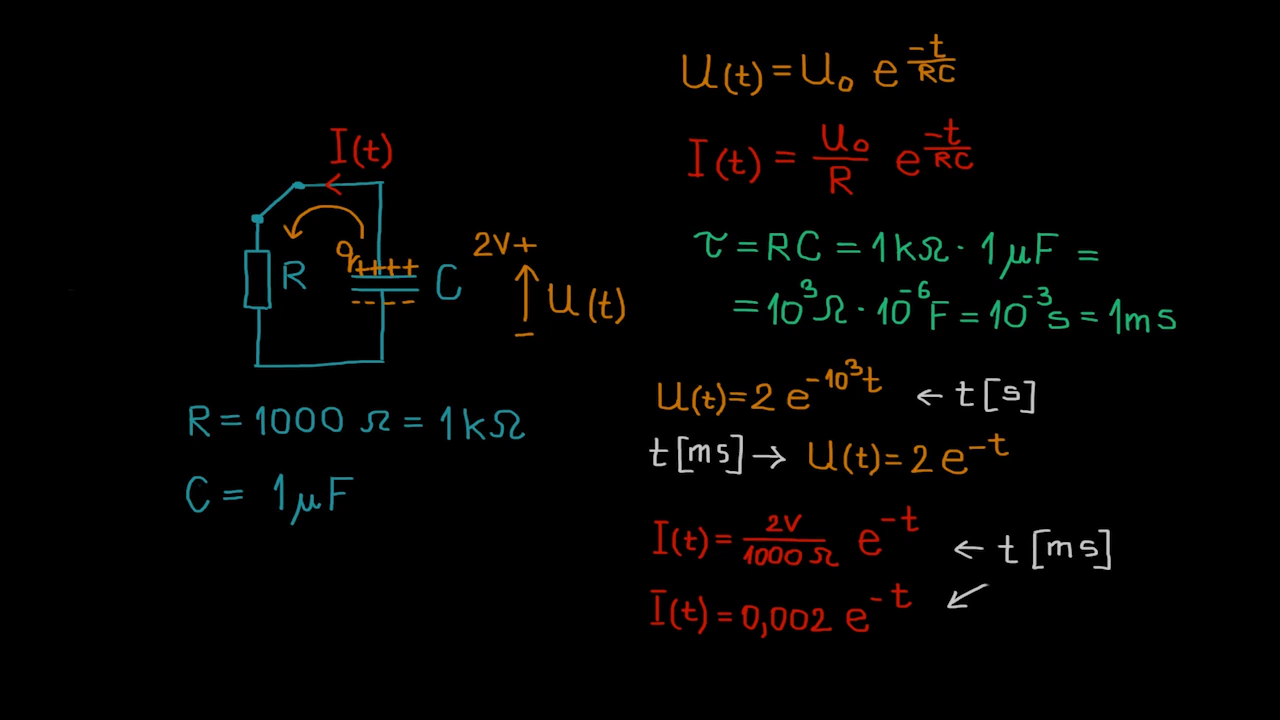 I(t)
R
q ++++
----
C
2V+
U(t)
–
R = 1000 Ω = 1kΩ
C = 1μF
U(t) = U₀ e^(-t/RC)
I(t) = U₀/R e^(-t/RC)
τ = RC = 1kΩ · 1μF =
= 10³Ω · 10⁻⁶F = 10⁻³s = 1ms
U(t) = 2 e^(-10³t) ← t [s]
t [ms] → U(t) = 2 e^(-t)
I(t) = 2V/1000 Ω e^(-t) ← t [ms]
I(t) = 0,002 e^(-t) ↙